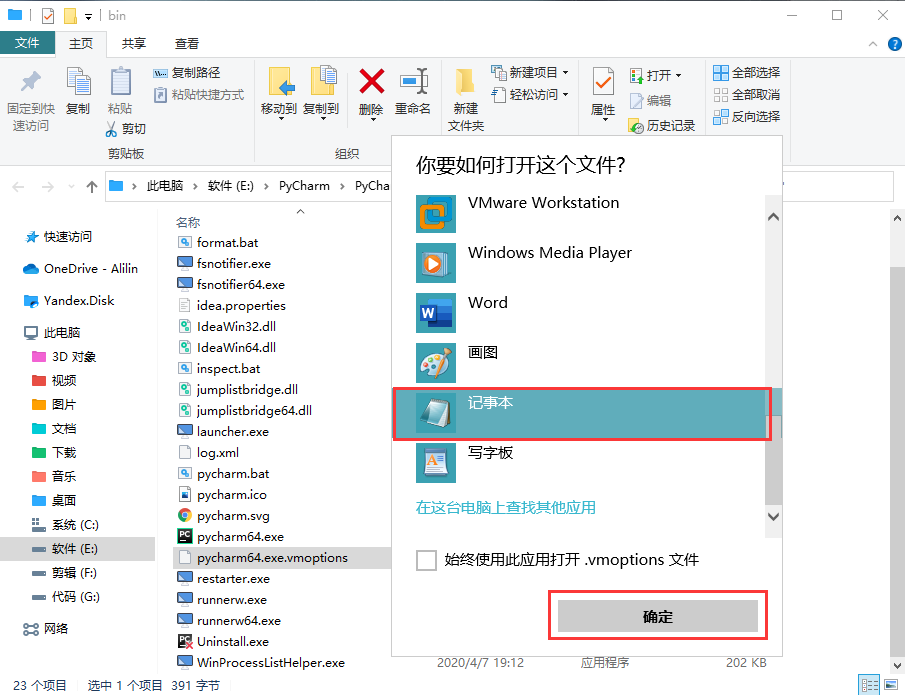 bin
文件 主页 共享 查看
固定到快速访问
复制
粘贴
复制路径
粘贴快捷方式
剪切
剪贴板
移动到 复制到 删除 重命名
组织
新建文件夹
新建项目
轻松访问
属性
打开
编辑
历史记录
全部选择
全部取消
反向选择
此电脑 软件 (E:) PyCharm PyCha
快速访问
OneDrive - Alilin
Yandex.Disk
此电脑
3D 对象
视频
图片
文档
下载
音乐
桌面
系统 (C:)
软件 (E:)
剪辑 (F:)
代码 (G:)
网络
名称
format.bat
fsnotifier.exe
fsnotifier64.exe
idea.properties
IdeaWin32.dll
IdeaWin64.dll
inspect.bat
jumplistbridge.dll
jumplistbridge64.dll
launcher.exe
log.xml
pycharm.bat
pycharm.ico
pycharm.svg
pycharm64.exe
pycharm64.exe.vmoptions
restarter.exe
runnerw.exe
runnerw64.exe
Uninstall.exe
WinProcessListHelper.exe
2020/4/7 19:12 应用程序 202 KB
你要如何打开这个文件?
VMware Workstation
Windows Media Player
Word
画图
记事本
写字板
在这台电脑上查找其他应用
始终使用此应用打开 .vmoptions 文件
确定
23 个项目 选中 1 个项目 391 字节